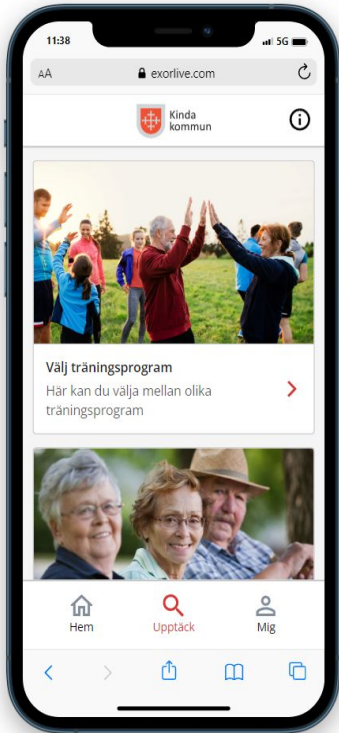 11:38
5G
AA
exorlive.com
Kinda
kommun
Välj träningsprogram
Här kan du välja mellan olika
träningsprogram
Hem
Upptäck
Mig